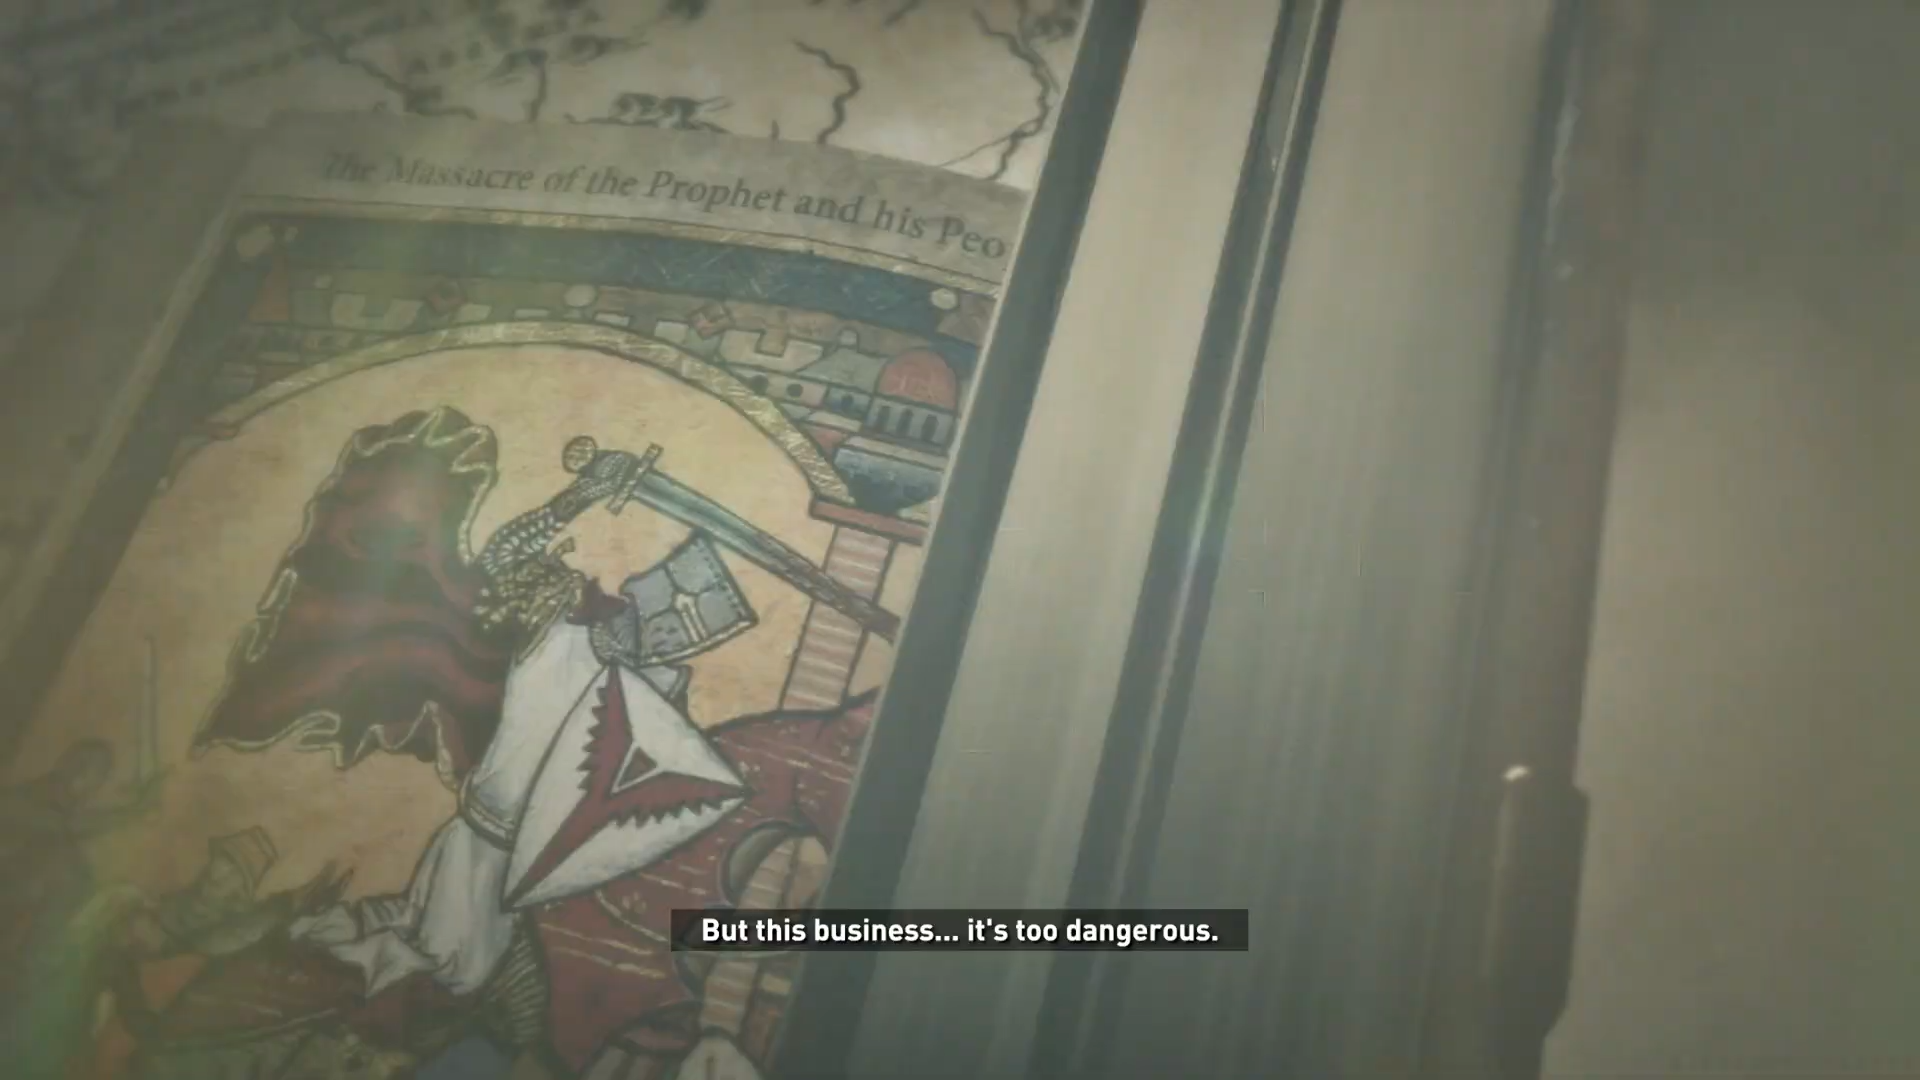 The Massacre of the Prophet and his Peo
But this business... it's too dangerous.